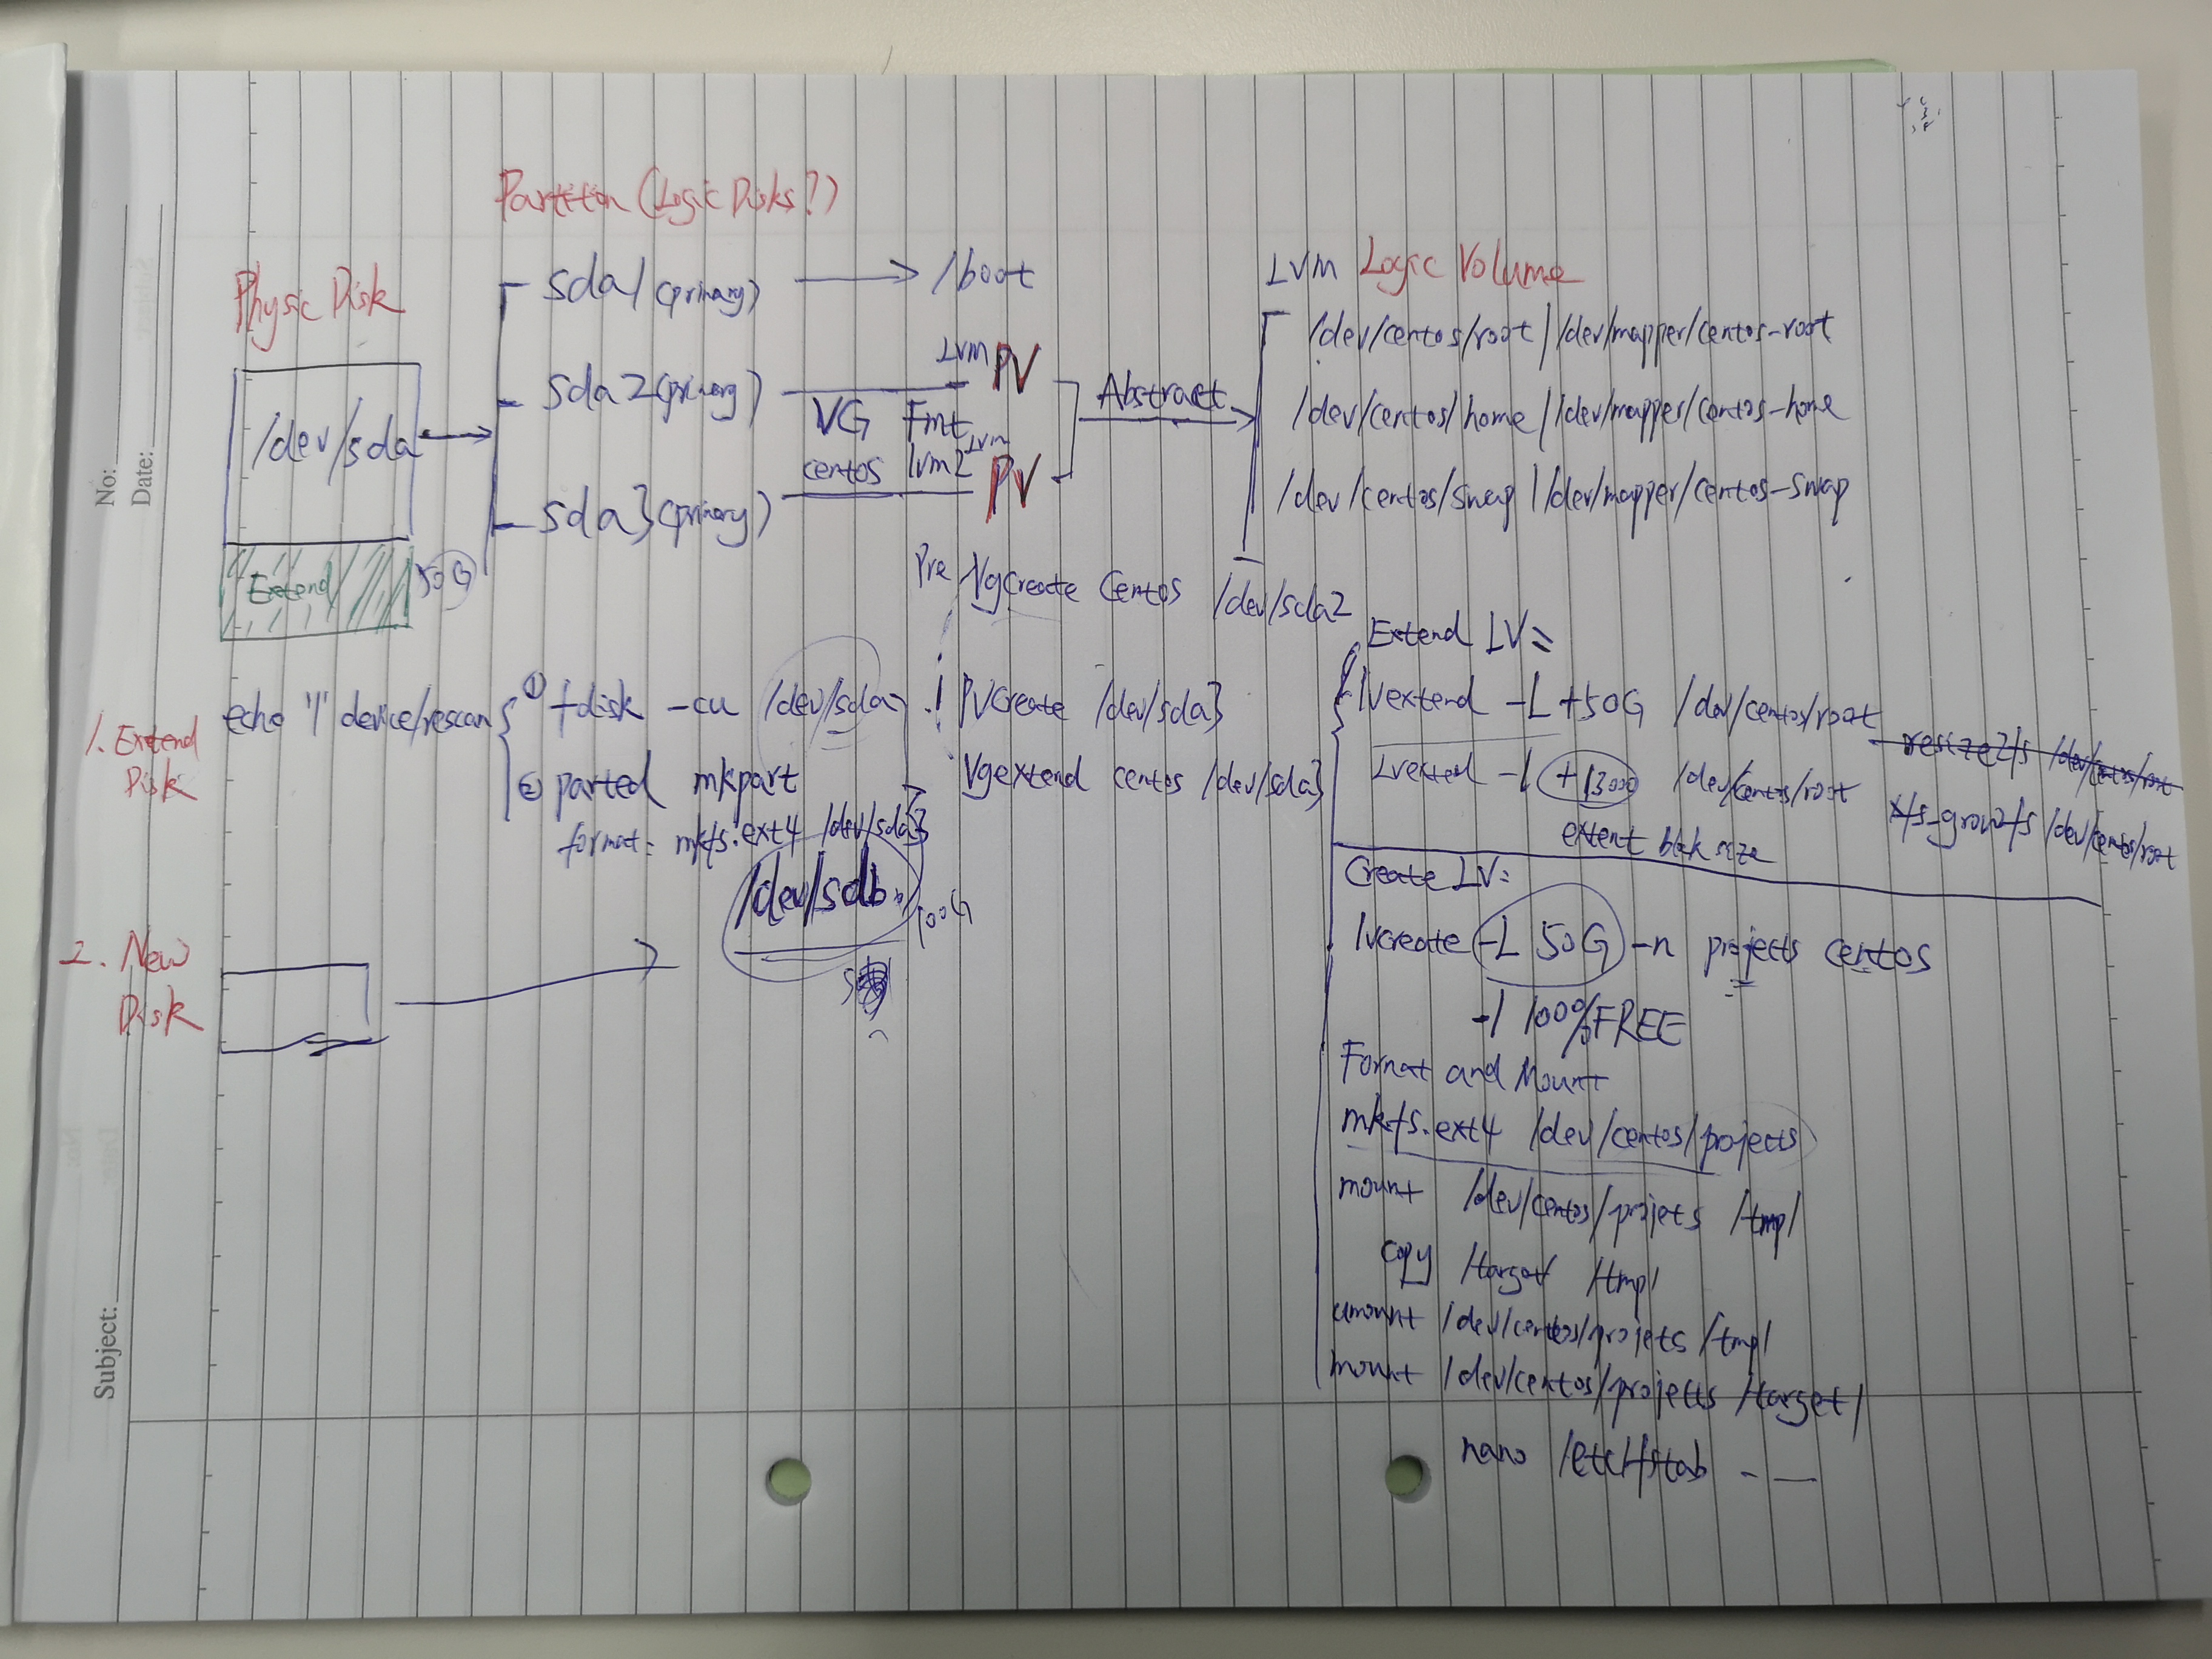 No:
Date:
Subject:
Partition (Logic Disks?)
Physic Disk
/dev/sda
Extend
50G
sda1 (primary)
/boot
sda2 (primary)
LVM PV
VG Fmt
centos lvm2 LVM PV
sda3 (primary)
Abstract
LVM Logic Volume
/dev/centos/root | /dev/mapper/centos-root
/dev/centos/home | /dev/mapper/centos-home
/dev/centos/swap | /dev/mapper/centos-swap
Pre Vgcreate Centos /dev/sda2
1. Extend Disk
echo "1" device/rescan
① fdisk -cu /dev/sda
② parted mkpart
format: mkfs.ext4 /dev/sda3
! PVcreate /dev/sda3
Vgextend centos /dev/sda3
2. New Disk
/dev/sdb
100G
Extend LV:
lvextend -L +50G /dev/centos/root
resize2fs /dev/centos/root
Lvextend -l +13000 /dev/centos/root
xfs_growfs /dev/centos/root
extent blok size
Create LV:
lvcreate -L 50G -n projects centos
-l 100%FREE
Format and Mount
mkfs.ext4 /dev/centos/projects
mount /dev/centos/projets /tmp/
copy /target /tmp/
umount /dev/centos/projets /tmp/
mount /dev/centos/projects /target/
nano /etc/fstab - —